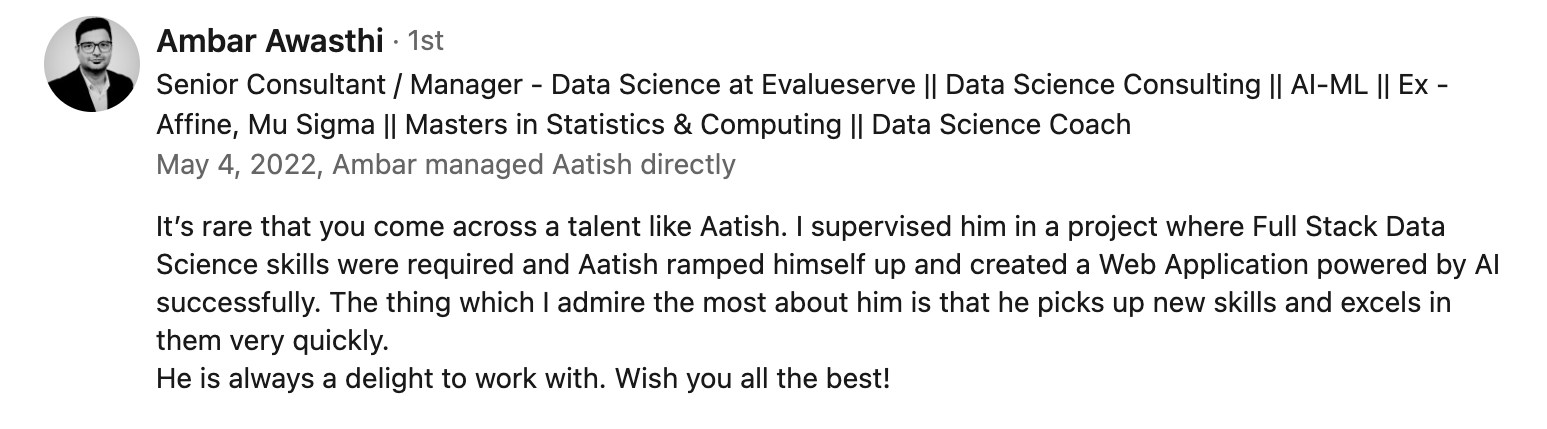 Ambar Awasthi · 1st
Senior Consultant / Manager - Data Science at Evalueserve || Data Science Consulting || AI-ML || Ex -
Affine, Mu Sigma || Masters in Statistics & Computing || Data Science Coach
May 4, 2022, Ambar managed Aatish directly
It’s rare that you come across a talent like Aatish. I supervised him in a project where Full Stack Data
Science skills were required and Aatish ramped himself up and created a Web Application powered by AI
successfully. The thing which I admire the most about him is that he picks up new skills and excels in
them very quickly.
He is always a delight to work with. Wish you all the best!